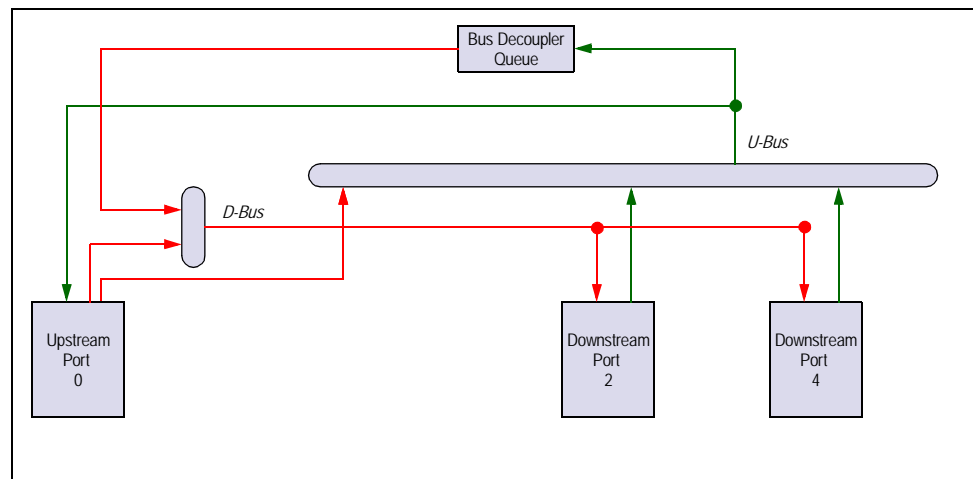 Bus Decoupler
Queue
U-Bus
D-Bus
Upstream
Port
0
Downstream
Port
2
Downstream
Port
4